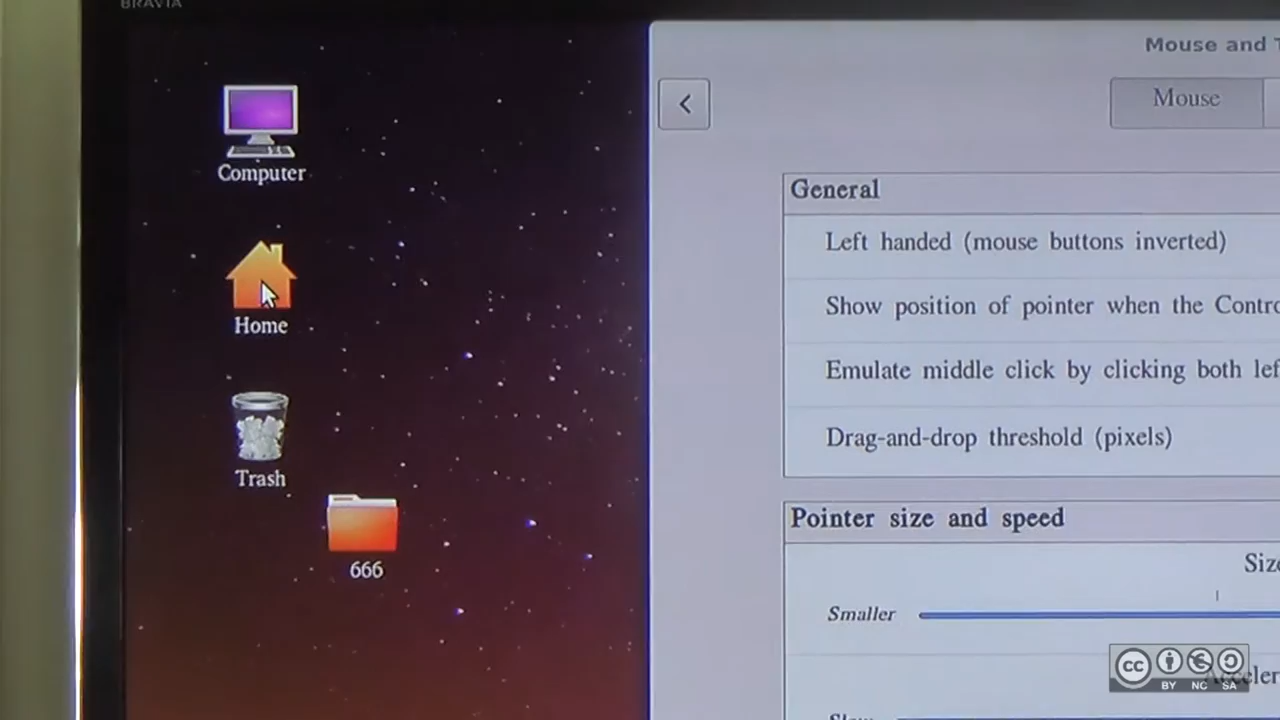 BRAVIA
Computer
Home
Trash
666
Mouse and
Mouse
General
Left handed (mouse buttons inverted)
Show position of pointer when the
Emulate middle click by clicking both
Drag-and-drop threshold (pixels)
Pointer size and speed
Smaller
cc
BY NC SA